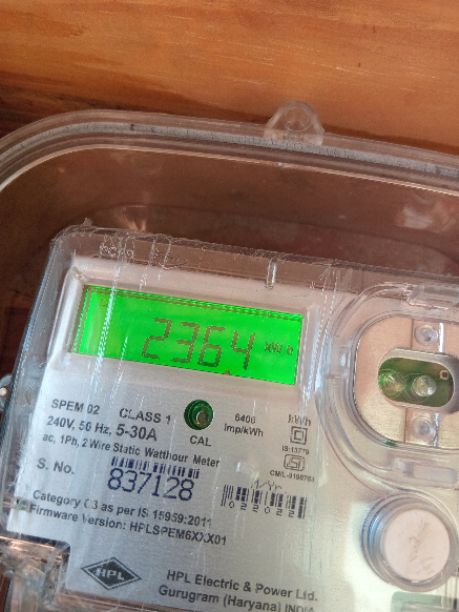 2364
SPEM 02 CLASS 1
6400 imp/kWh
kWh
240V, 50 Hz, 5-30A
CAL
IS:13779
ac, 1Ph, 2 Wire Static Watthour Meter
S. No.
837128
022022
Category C3 as per IS 15959:2011
Firmware Version:
HPL
HPL Electric & Power Ltd.
Gurugram (Haryana) INDIA